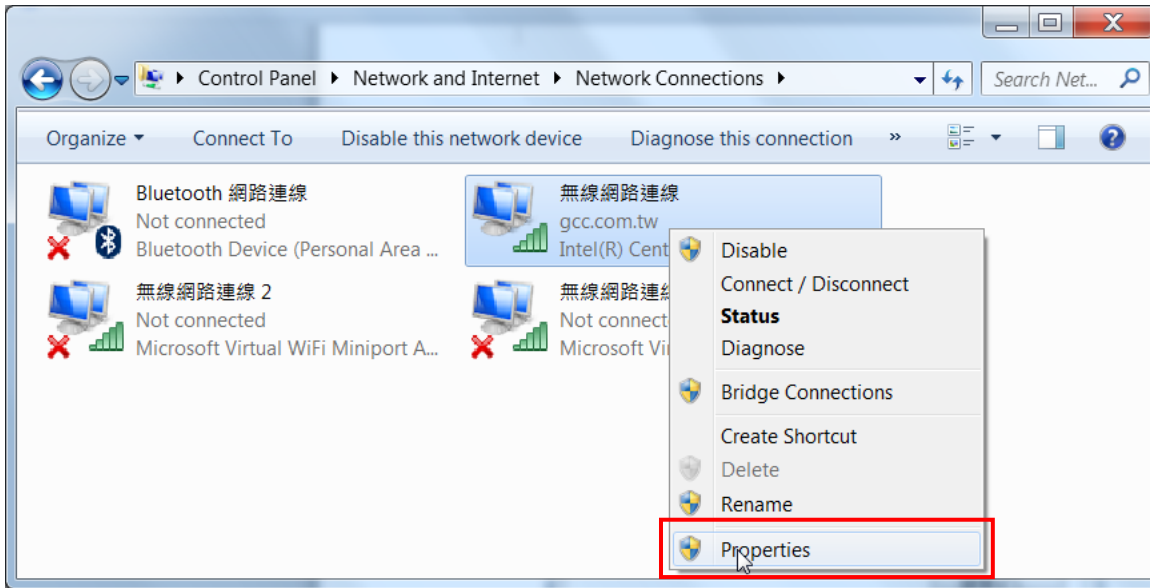 Control Panel ▸ Network and Internet ▸ Network Connections ▸
Search Net...
Organize Connect To Disable this network device Diagnose this connection »
Bluetooth 網路連線
Not connected
Bluetooth Device (Personal Area ...
無線網路連線
gcc.com.tw
Intel(R) Cent
無線網路連線 2
Not connected
Microsoft Virtual WiFi Miniport A...
無線網路連
Not connect
Microsoft Vi
Disable
Connect / Disconnect
Status
Diagnose
Bridge Connections
Create Shortcut
Delete
Rename
Properties